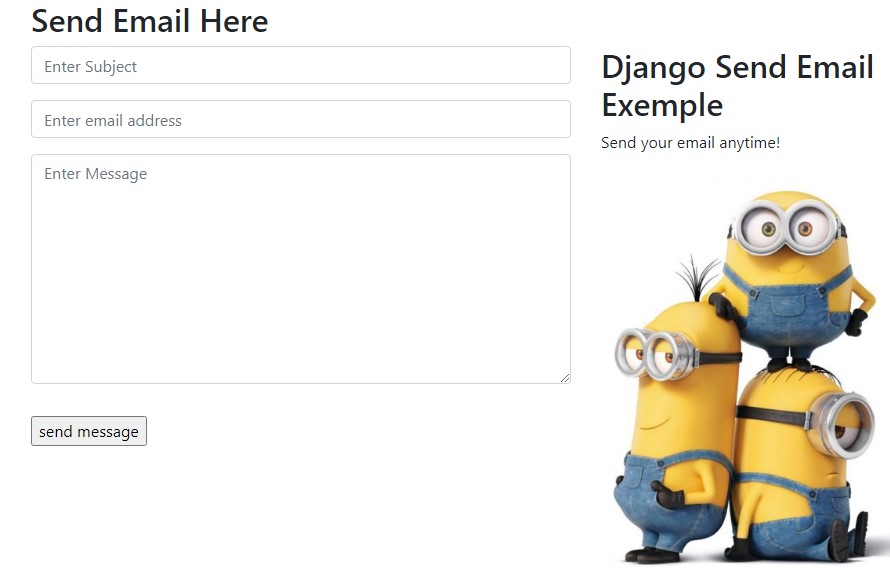 Send Email Here
Enter Subject
Enter email address
Enter Message
send message
Django Send Email
Exemple
Send your email anytime!